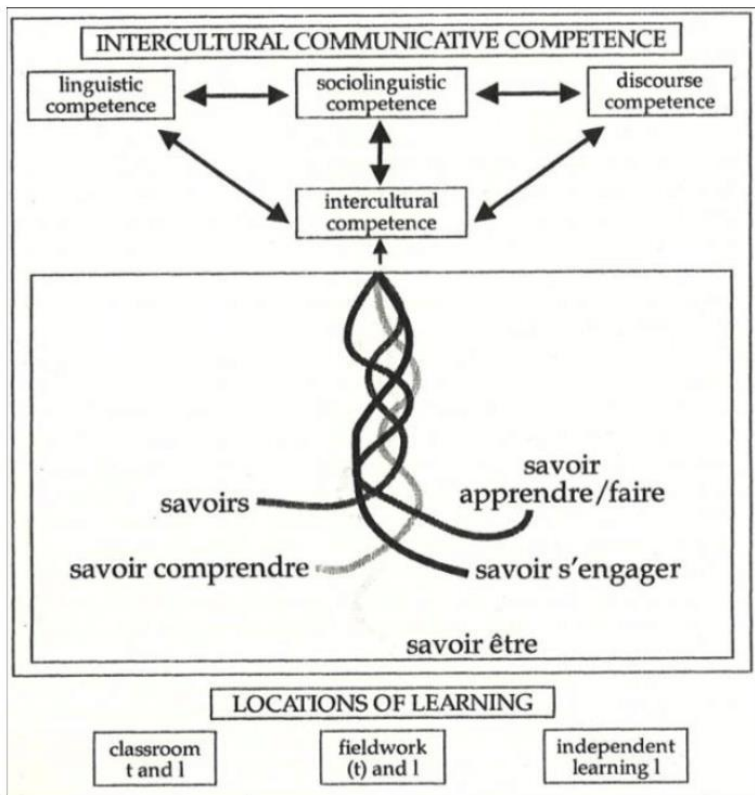 INTERCULTURAL COMMUNICATIVE COMPETENCE
linguistic
competence
sociolinguistic
competence
discourse
competence
intercultural
competence
savoir
apprendre/faire
savoirs
savoir comprendre
savoir s'engager
savoir être
LOCATIONS OF LEARNING
classroom
t and l
fieldwork
(t) and l
independent
learning l